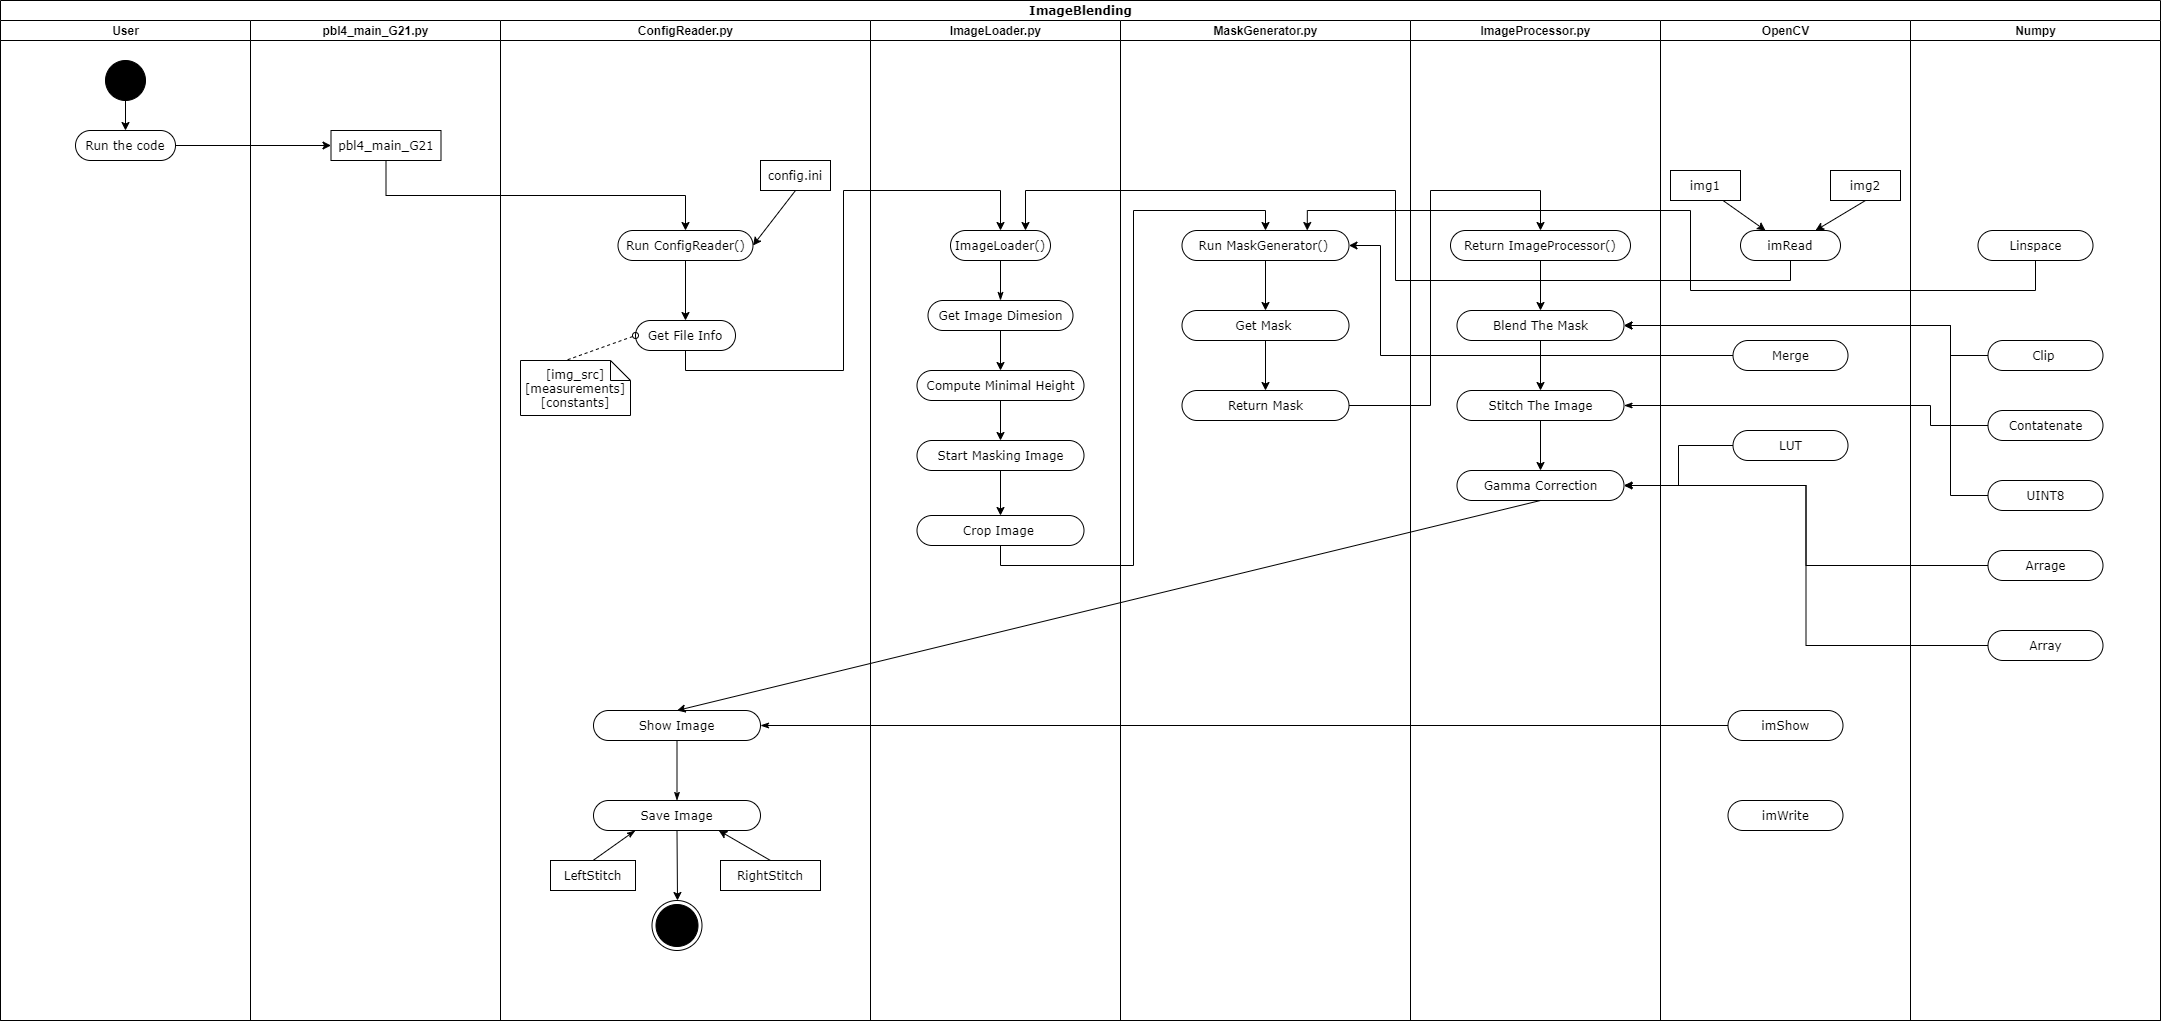 ImageBlending
User
pbl4_main_G21.py
ConfigReader.py
ImageLoader.py
MaskGenerator.py
ImageProcessor.py
OpenCV
Numpy
Run the code
pbl4_main_G21
config.ini
Run ConfigReader()
Get File Info
[img_src]
[measurements]
[constants]
ImageLoader()
Get Image Dimesion
Compute Minimal Height
Start Masking Image
Crop Image
Run MaskGenerator()
Get Mask
Return Mask
Return ImageProcessor()
Blend The Mask
Stitch The Image
Gamma Correction
img1
img2
imRead
Merge
LUT
Linspace
Clip
Contatenate
UINT8
Arrage
Array
Show Image
imShow
Save Image
imWrite
LeftStitch
RightStitch